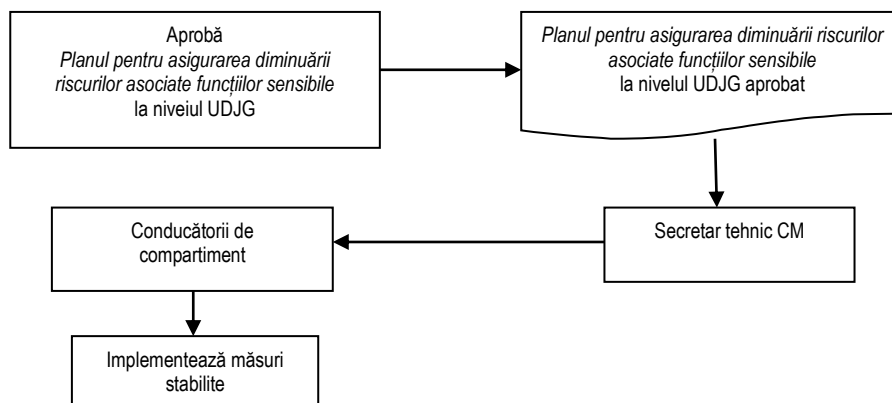 Aprobă
Planul pentru asigurarea diminuării
riscurilor asociate funcțiilor sensibile
la niveiul UDJG
Planul pentru asigurarea diminuării riscurilor
asociate funcțiilor sensibile
la nivelul UDJG aprobat
Secretar tehnic CM
Conducătorii de
compartiment
Implementează măsuri
stabilite